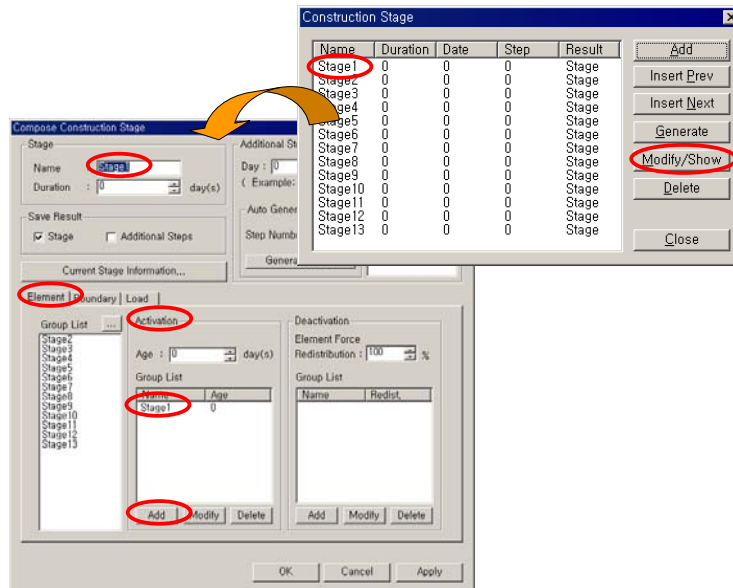 Construction Stage
Name Duration Date Step Result
Stage1 0 0 0 Stage
Stage2 0 0 0 Stage
Stage3 0 0 0 Stage
Stage4 0 0 0 Stage
Stage5 0 0 0 Stage
Stage6 0 0 0 Stage
Stage7 0 0 0 Stage
Stage8 0 0 0 Stage
Stage9 0 0 0 Stage
Stage10 0 0 0 Stage
Stage11 0 0 0 Stage
Stage12 0 0 0 Stage
Stage13 0 0 0 Stage
Add
Insert Prev
Insert Next
Generate
Modify/Show
Delete
Close
Compose Construction Stage
Stage
Name Stage1
Duration : 0 day(s)
Save Result
Stage Additional Steps
Current Stage Information...
Additional St
Day : 0
( Example:
Auto Gener
Step Numb
Genera
Element Boundary Load
Group List ...
Stage2
Stage3
Stage4
Stage5
Stage6
Stage7
Stage8
Stage9
Stage10
Stage11
Stage12
Stage13
Activation
Age : 0 day(s)
Group List
Name Age
Stage1 0
Add Modify Delete
Deactivation
Element Force
Redistribution : 100 %
Group List
Name Redist,
Add Modify Delete
OK Cancel Apply